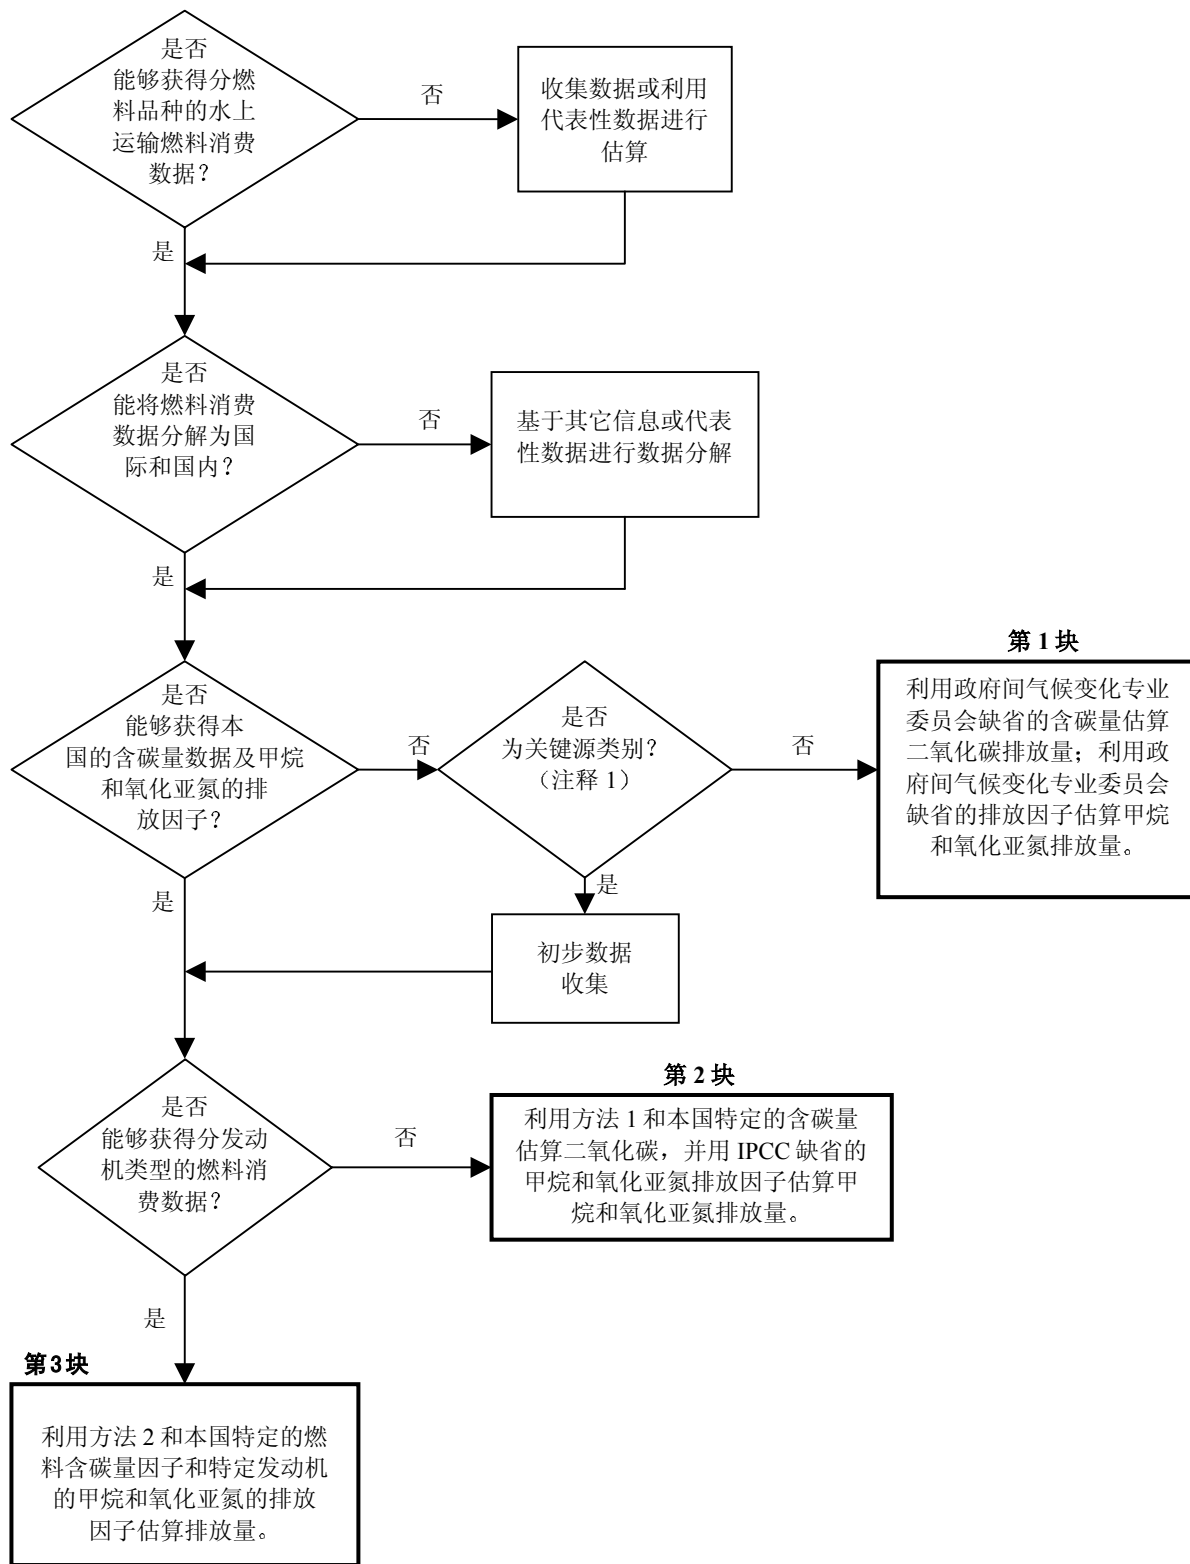 是否
能够获得分燃
料品种的水上
运输燃料消费
数据？
否
收集数据或利用
代表性数据进行
估算
是
是否
能将燃料消费
数据分解为国
际和国内？
否
基于其它信息或代表
性数据进行数据分解
是
是否
能够获得本
国的含碳量数据及甲烷
和氧化亚氮的排
放因子？
否
是否
为关键源类别？
（注释 1）
否
第 1 块
利用政府间气候变化专业
委员会缺省的含碳量估算
二氧化碳排放量；利用政
府间气候变化专业委员会
缺省的排放因子估算甲烷
和氧化亚氮排放量。
是
是
初步数据
收集
是否
能够获得分发动
机类型的燃料消
费数据？
否
第 2 块
利用方法 1 和本国特定的含碳量
估算二氧化碳，并用 IPCC 缺省的
甲烷和氧化亚氮排放因子估算甲
烷和氧化亚氮排放量。
是
第3块
利用方法 2 和本国特定的燃
料含碳量因子和特定发动机
的甲烷和氧化亚氮的排放
因子估算排放量。